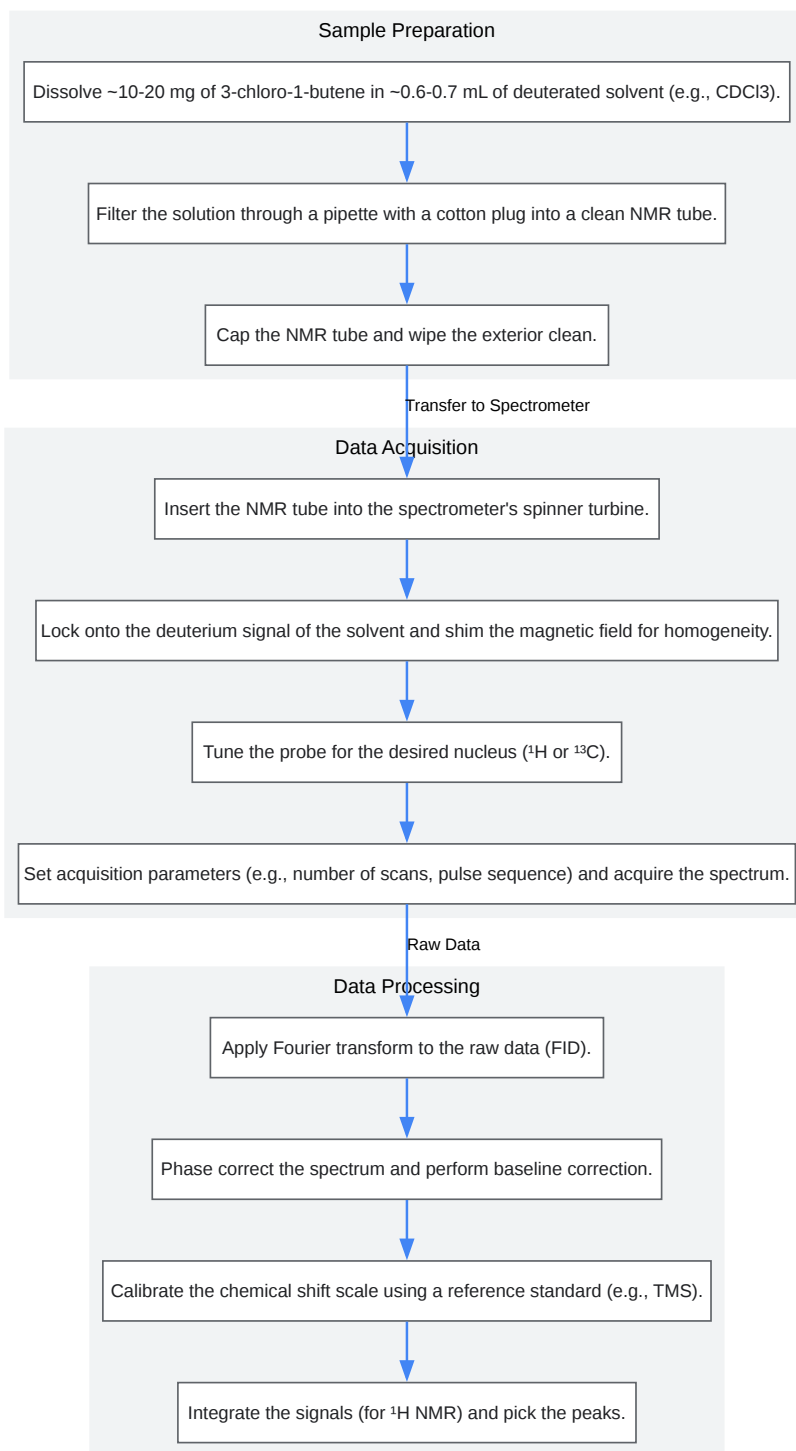 Sample Preparation
Dissolve ~10-20 mg of 3-chloro-1-butene in ~0.6-0.7 mL of deuterated solvent (e.g., CDCl3).
Filter the solution through a pipette with a cotton plug into a clean NMR tube.
Cap the NMR tube and wipe the exterior clean.
Transfer to Spectrometer
Data Acquisition
Insert the NMR tube into the spectrometer's spinner turbine.
Lock onto the deuterium signal of the solvent and shim the magnetic field for homogeneity.
Tune the probe for the desired nucleus (¹H or ¹³C).
Set acquisition parameters (e.g., number of scans, pulse sequence) and acquire the spectrum.
Raw Data
Data Processing
Apply Fourier transform to the raw data (FID).
Phase correct the spectrum and perform baseline correction.
Calibrate the chemical shift scale using a reference standard (e.g., TMS).
Integrate the signals (for ¹H NMR) and pick the peaks.